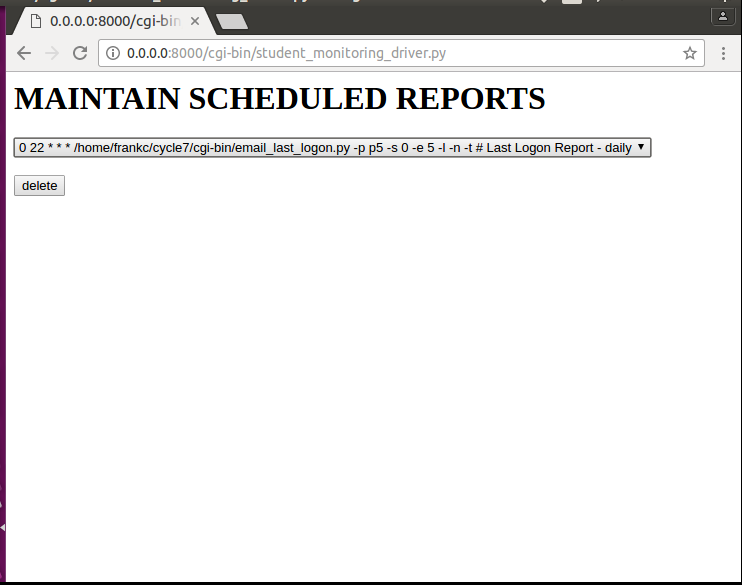 0.0.0.0:8000/cgi-bin
0.0.0.0:8000/cgi-bin/student_monitoring_driver.py
MAINTAIN SCHEDULED REPORTS
0 22 * * * /home/frankc/cycle7/cgi-bin/email_last_logon.py -p p5 -s 0 -e 5 -l -n -t # Last Logon Report - daily
delete